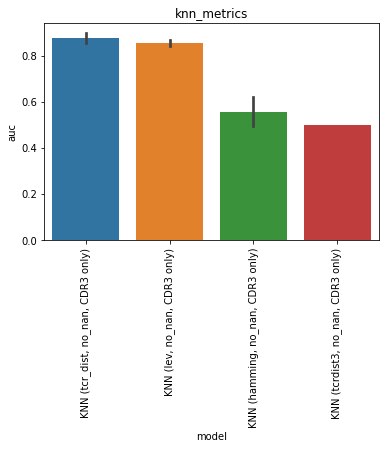 knn_metrics
0.8
0.6
0.4
0.2
0.0
auc
KNN (tcr_dist, no_nan, CDR3 only)
KNN (lev, no_nan, CDR3 only)
KNN (hamming, no_nan, CDR3 only)
KNN (tcrdist3, no_nan, CDR3 only)
model